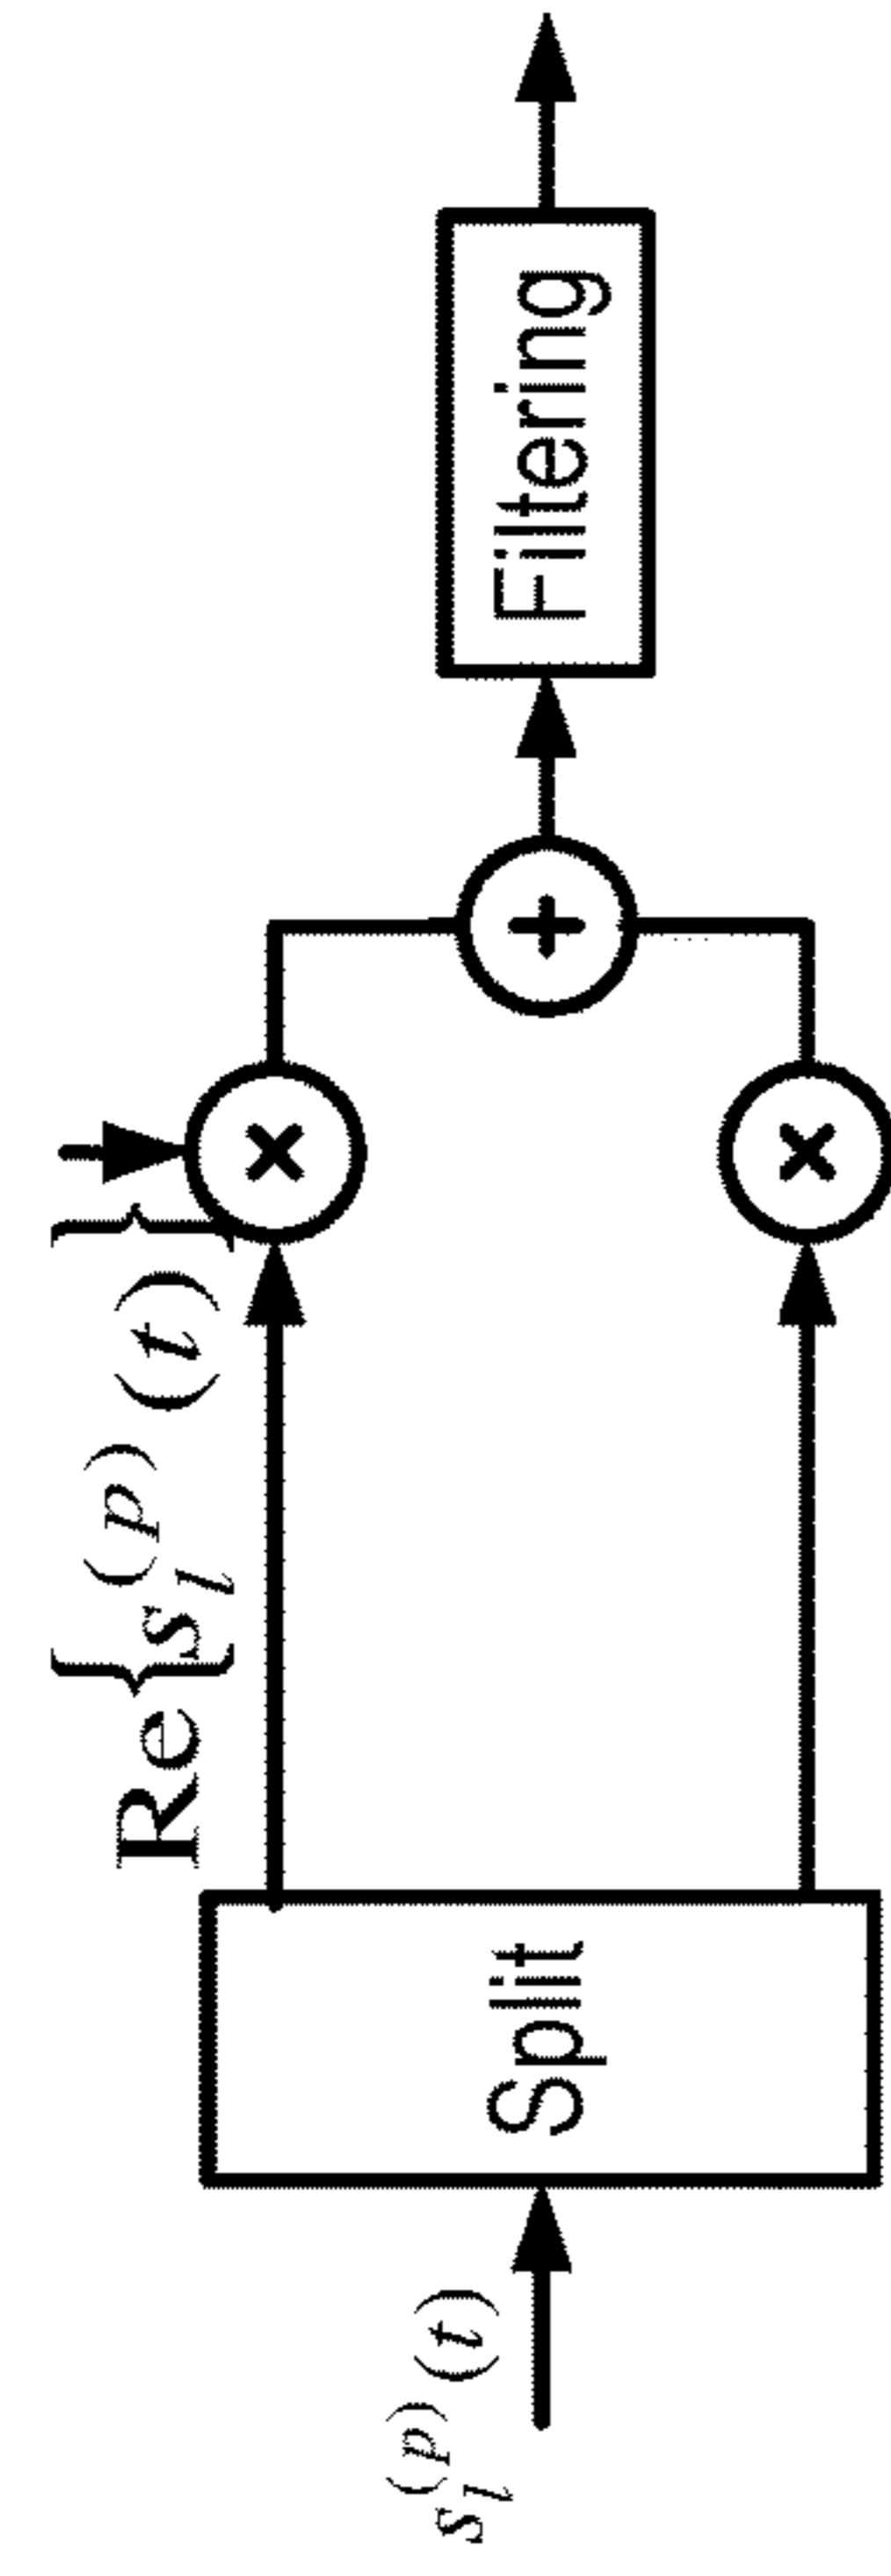 s_l^{(p)}(t)
Split
Re{s_l^{(p)}(t)}
×
×
+
Filtering